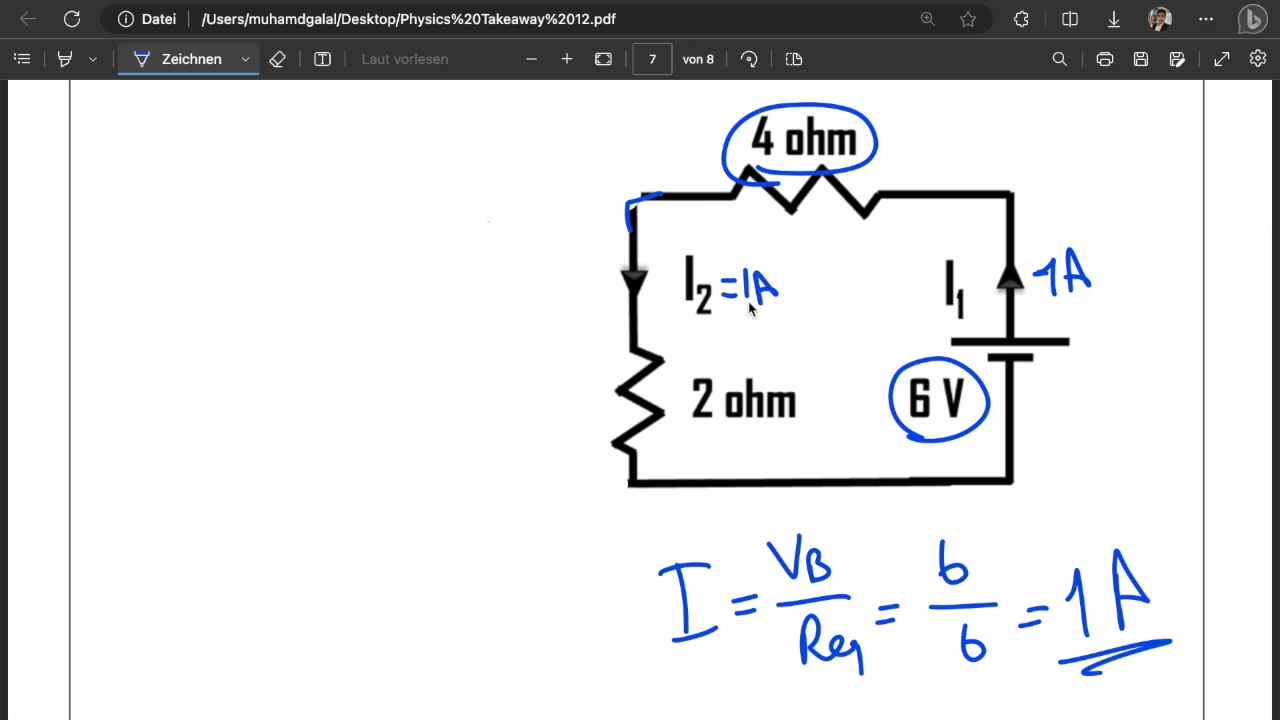 Datei /Users/muhamdgalal/Desktop/Physics%20Takeaway%2012.pdf
Zeichnen Laut vorlesen 7 von 8
4 ohm
I2 =1A I1 1A
2 ohm 6 V
I = VB/Req = 6/6 = 1A